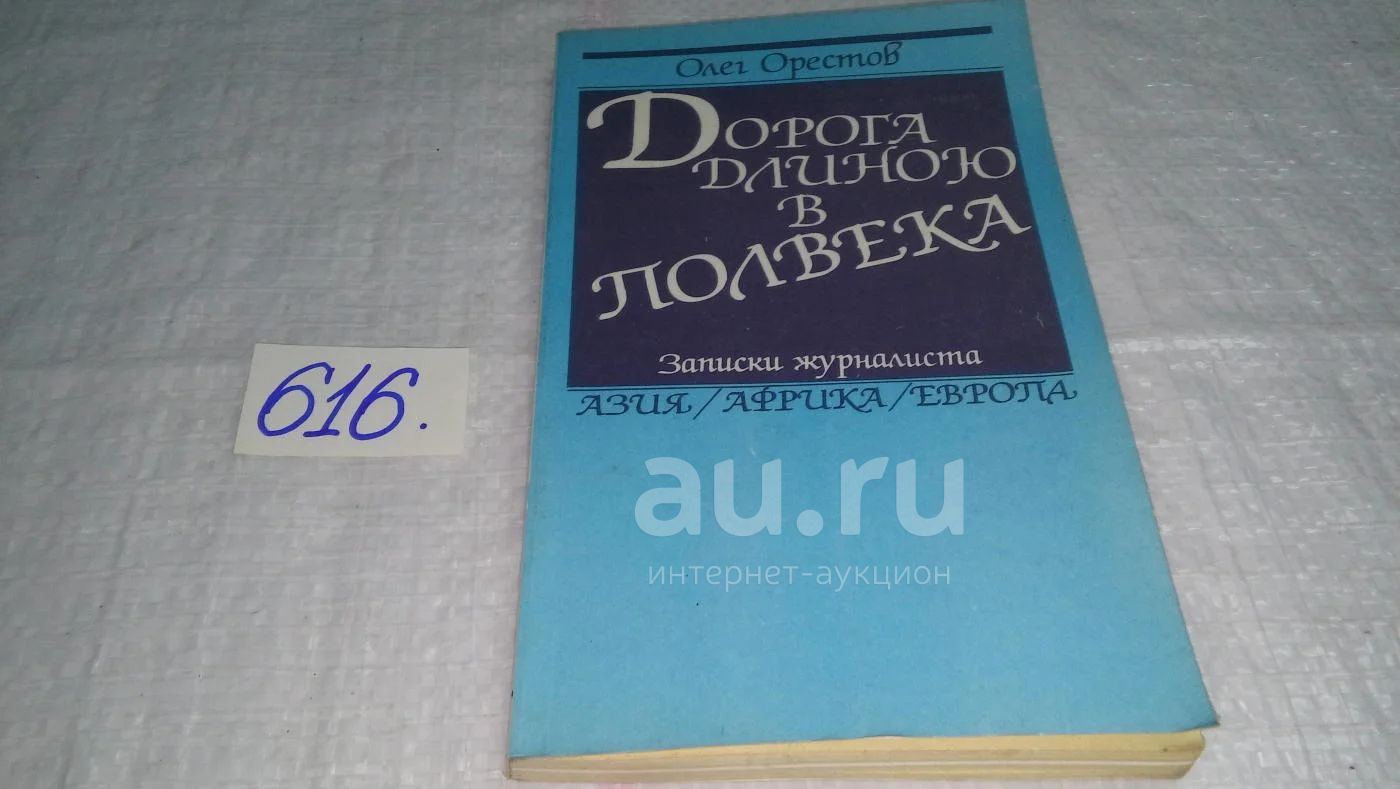 Олег Орестов
Дорога
длиною
в
полвека
Записки журналиста
Азия/Африка/Европа
616.
au.ru
интернет-аукцион